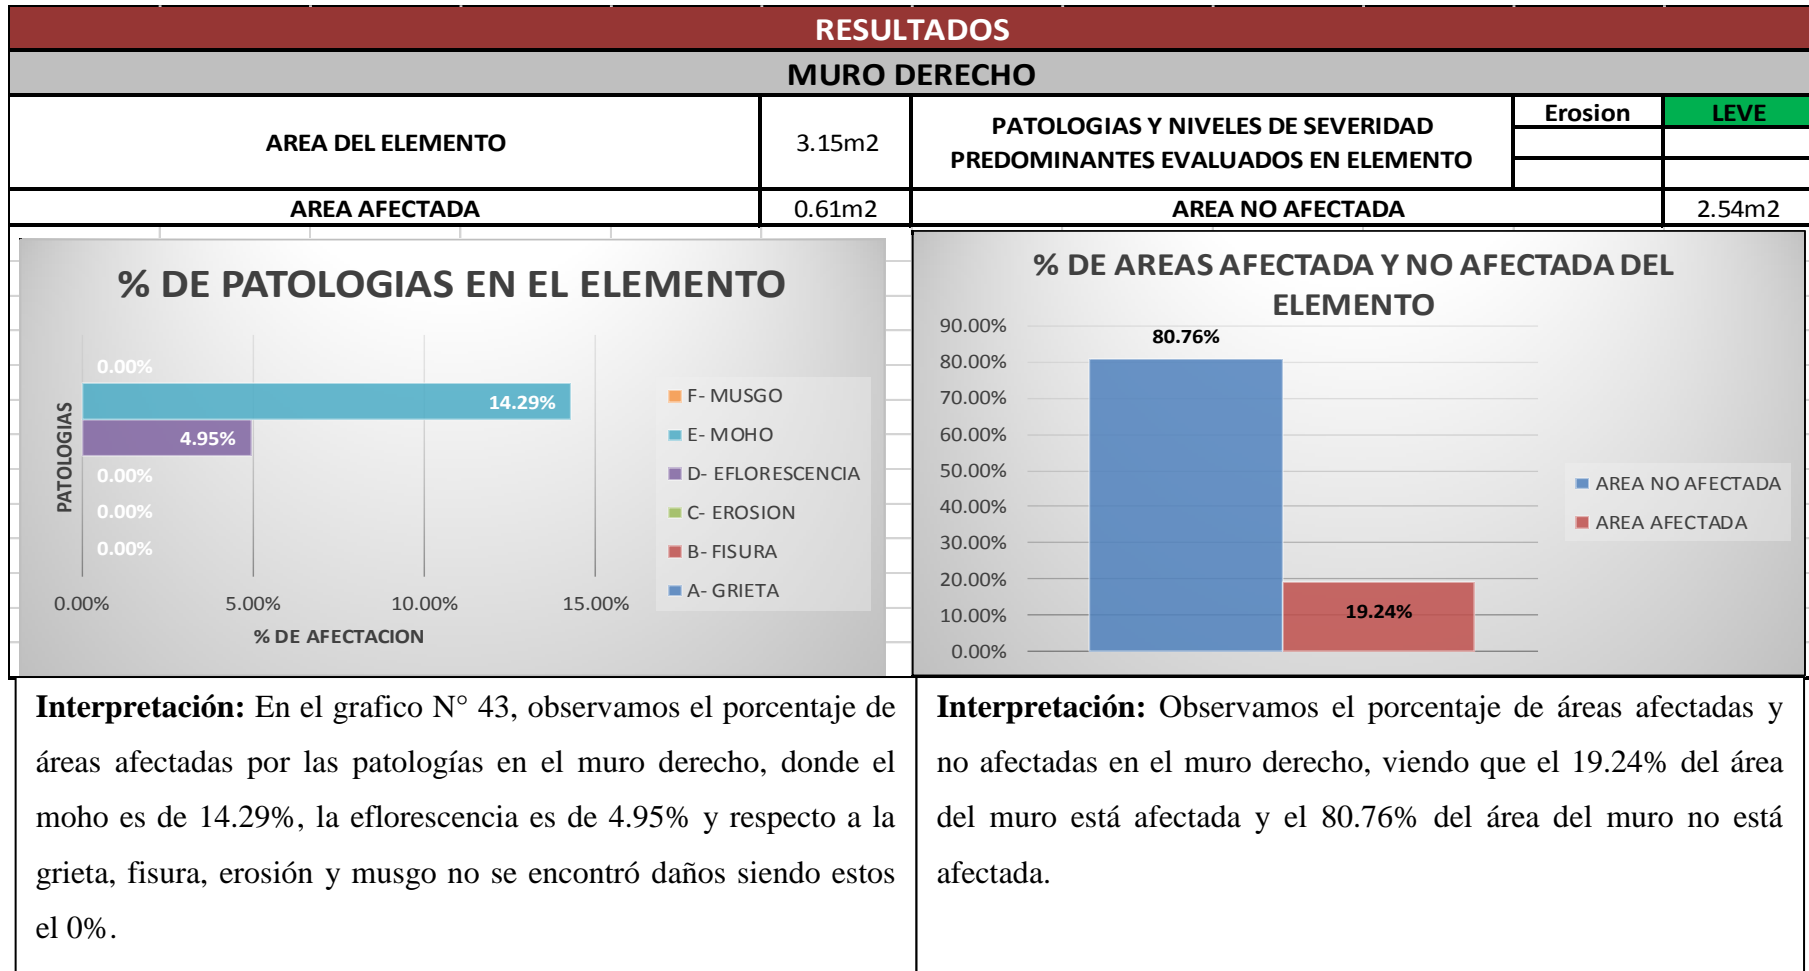 RESULTADOS
MURO DERECHO
AREA DEL ELEMENTO
3.15m2
PATOLOGIAS Y NIVELES DE SEVERIDAD
PREDOMINANTES EVALUADOS EN ELEMENTO
Erosion
LEVE
AREA AFECTADA
0.61m2
AREA NO AFECTADA
2.54m2
% DE PATOLOGIAS EN EL ELEMENTO
PATOLOGIAS
0.00%
14.29%
4.95%
0.00%
0.00%
0.00%
0.00%
5.00%
10.00%
15.00%
% DE AFECTACION
F- MUSGO
E- MOHO
D- EFLORESCENCIA
C- EROSION
B- FISURA
A- GRIETA
% DE AREAS AFECTADA Y NO AFECTADA DEL
ELEMENTO
90.00%
80.00%
70.00%
60.00%
50.00%
40.00%
30.00%
20.00%
10.00%
0.00%
80.76%
19.24%
AREA NO AFECTADA
AREA AFECTADA
Interpretación: En el grafico N° 43, observamos el porcentaje de
áreas afectadas por las patologías en el muro derecho, donde el
moho es de 14.29%, la eflorescencia es de 4.95% y respecto a la
grieta, fisura, erosión y musgo no se encontró daños siendo estos
el 0%.
Interpretación: Observamos el porcentaje de áreas afectadas y
no afectadas en el muro derecho, viendo que el 19.24% del área
del muro está afectada y el 80.76% del área del muro no está
afectada.